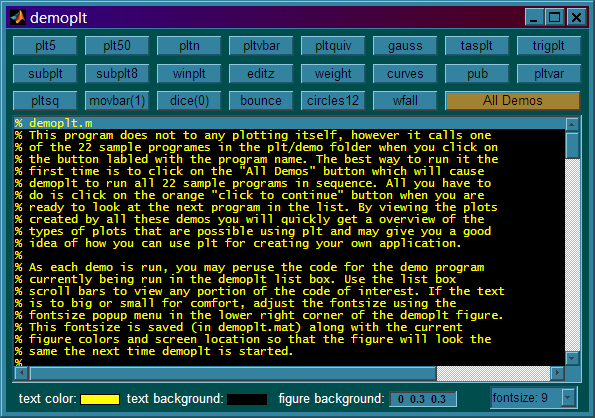 demoplt
plt5 plt50 pltn pltvbar pltquiv gauss tasplt trigplt
subplt subplt8 winplt editz weight curves pub pltvar
pltsq movbar(1) dice(0) bounce circles12 wfall All Demos
% demoplt.m
% This program does not to any plotting itself, however it calls one
% of the 22 sample programes in the plt/demo folder when you click on
% the button labled with the program name. The best way to run it the
% first time is to click on the "All Demos" button which will cause
% demoplt to run all 22 sample programs in sequence. All you have to
% do is click on the orange "click to continue" button when you are
% ready to look at the next program in the list. By viewing the plots
% created by all these demos you will quickly get a overview of the
% types of plots that are possible using plt and may give you a good
% idea of how you can use plt for creating your own application.
%
% As each demo is run, you may peruse the code for the demo program
% currently being run in the demoplt list box. Use the list box
% scroll bars to view any portion of the code of interest. If the text
% is to big or small for comfort, adjust the fontsize using the
% fontsize popup menu in the lower right corner of the demoplt figure.
% This fontsize is saved (in demoplt.mat) along with the current
% figure colors and screen location so that the figure will look the
% same the next time demoplt is started.
%
text color: text background: figure background: 0 0.3 0.3 fontsize: 9